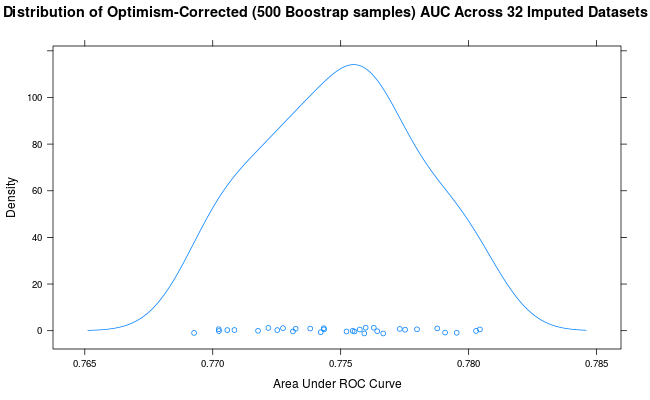 Distribution of Optimism-Corrected (500 Boostrap samples) AUC Across 32 Imputed Datasets
100
80
60
40
20
0
Density
0.765 0.770 0.775 0.780 0.785
Area Under ROC Curve